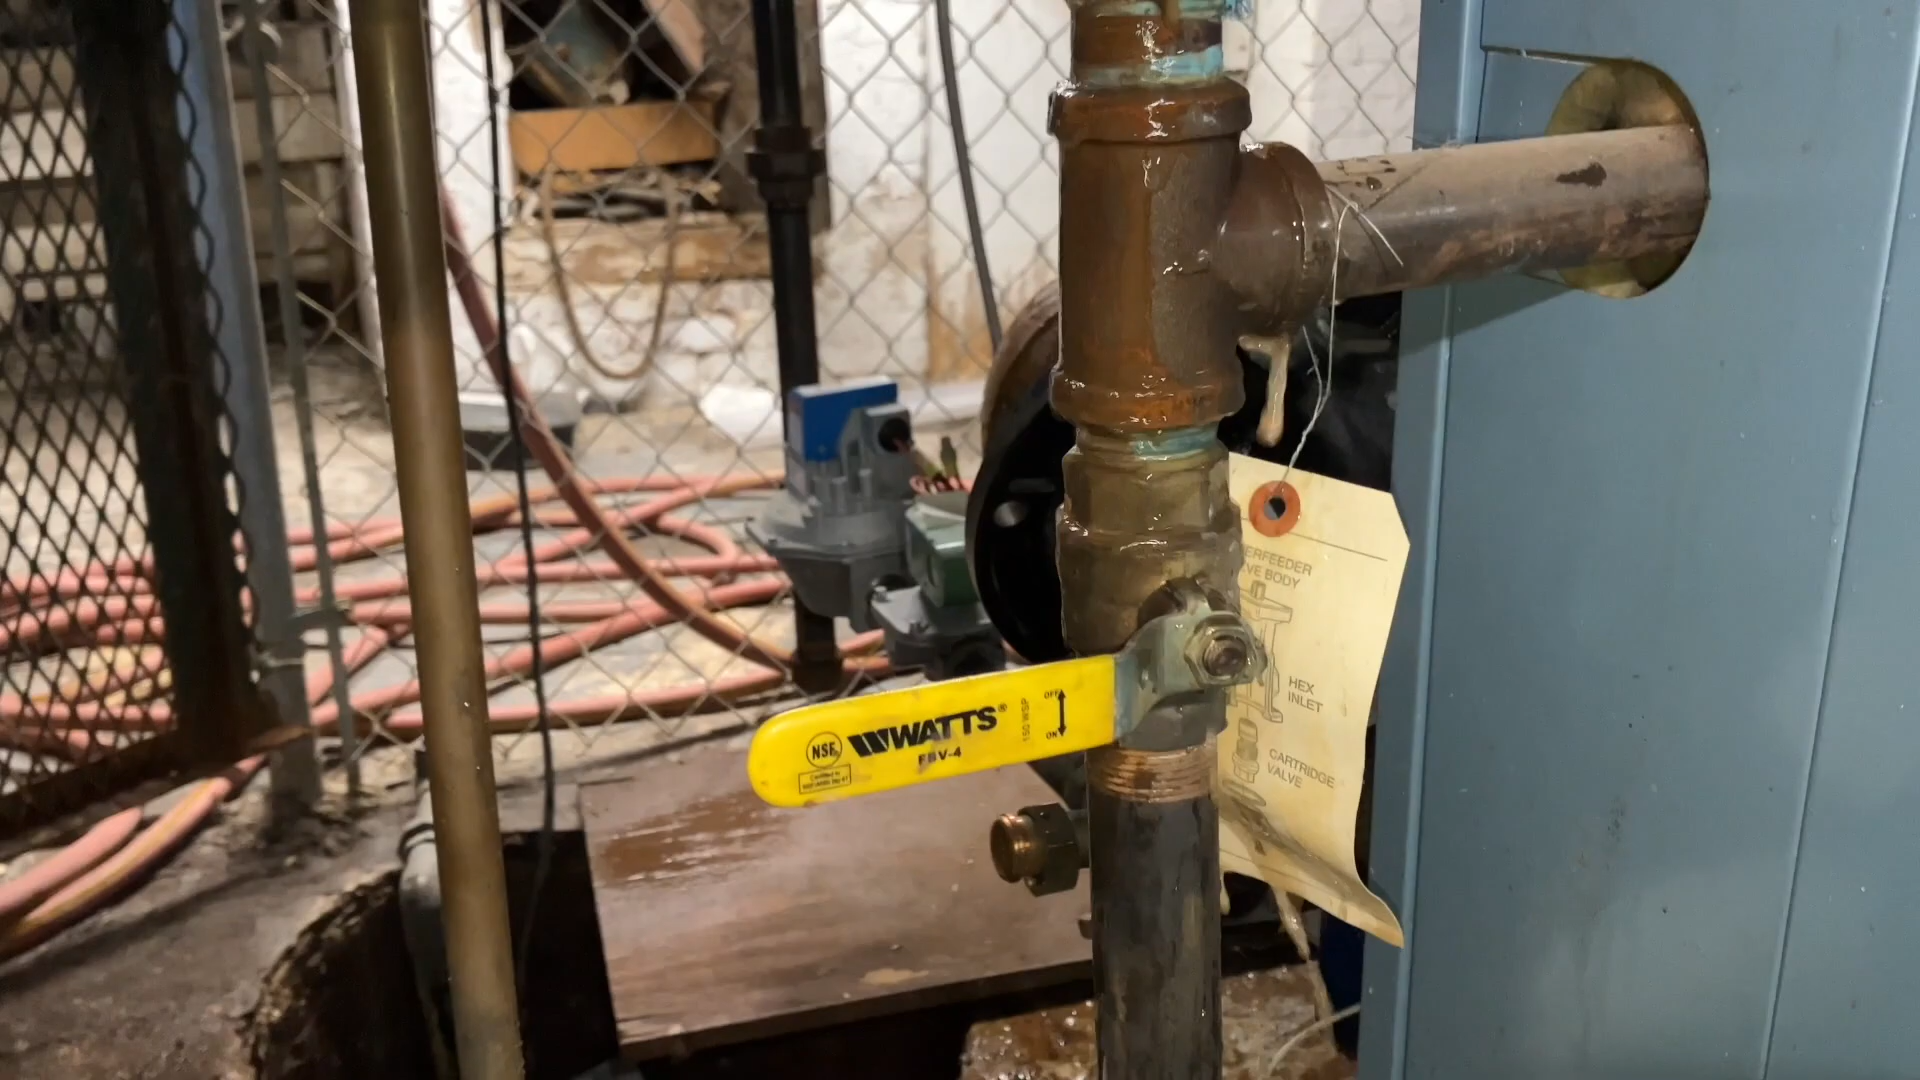 NSF
WATTS®
FBV-4
150 WSP
OFF
ON
ERFEEDER
VE BODY
HEX
INLET
CARTRIDGE
VALVE